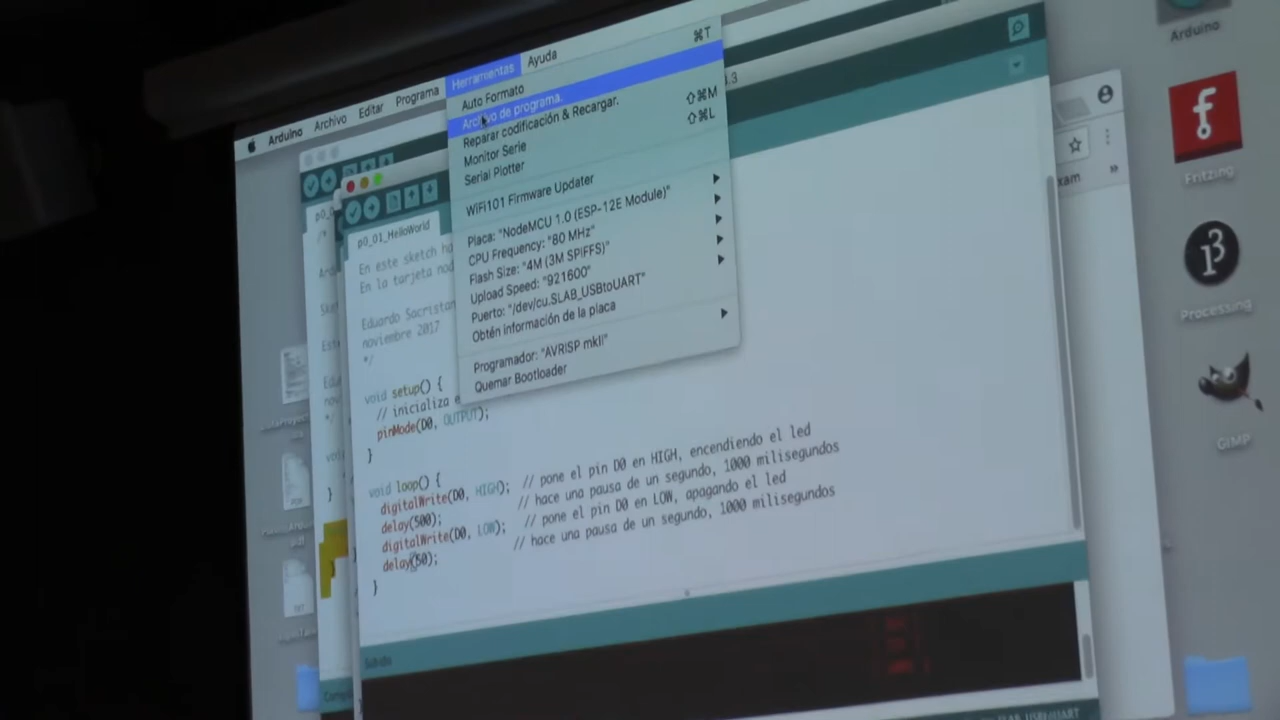 Arduino Archivo Editar Programa Herramientas Ayuda
Auto Formato ⌘T
Archivo de programa.
Reparar codificación & Recargar.
Monitor Serie ⇧⌘M
Serial Plotter ⇧⌘L
WiFi101 Firmware Updater
Placa: "NodeMCU 1.0 (ESP-12E Module)"
CPU Frequency: "80 MHz"
Flash Size: "4M (3M SPIFFS)"
Upload Speed: "921600"
Puerto: "/dev/cu.SLAB_USBtoUART"
Obtén información de la placa
Programador: "AVRISP mkII"
Quemar Bootloader
p0_01_HelloWorld
En este sketch
En la tarjeta
Eduardo
noviembre 2017
*/
void setup() {
// inicializa
pinMode(D0, OUTPUT);
}
void loop() {
digitalWrite(D0, HIGH); // pone el pin D0 en HIGH, encendiendo el led
delay(500); // hace una pausa de un segundo, 1000 milisegundos
digitalWrite(D0, LOW); // pone el pin D0 en LOW, apagando el led
delay(50); // hace una pausa de un segundo, 1000 milisegundos
}
Subido
Arduino
Fritzing
Processing
GIMP